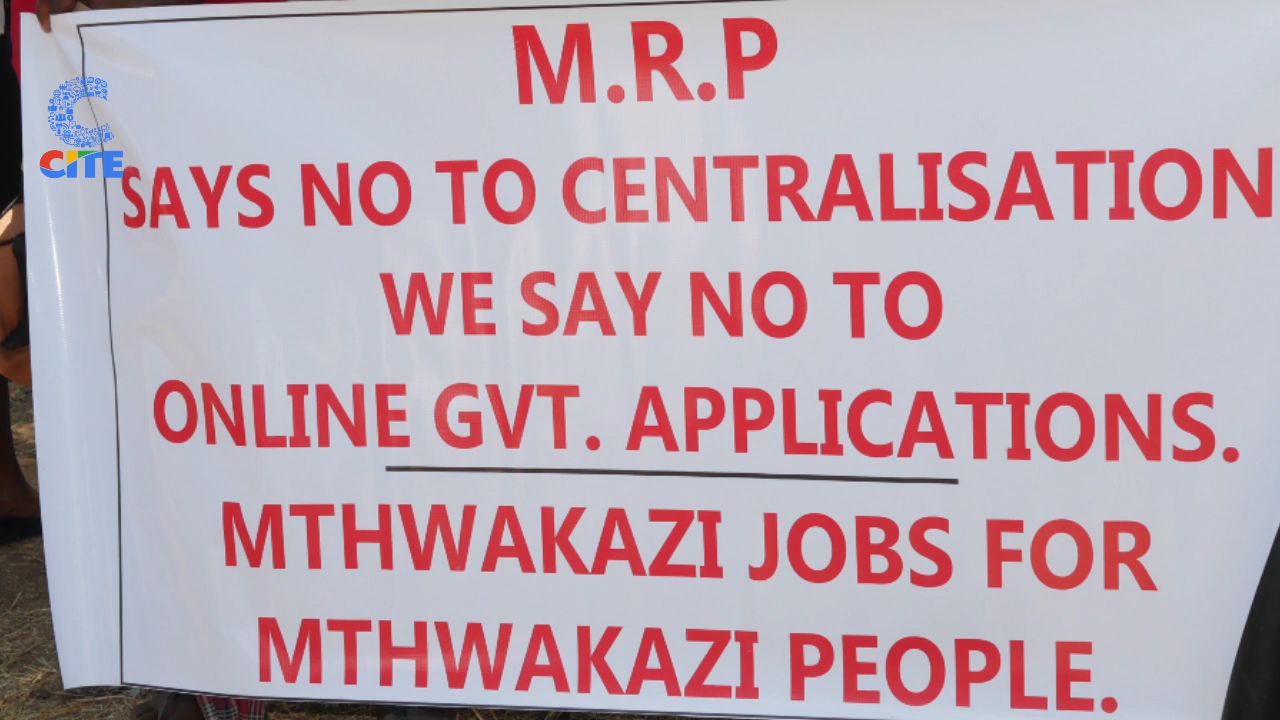 M.R.P
CITE
SAYS NO TO CENTRALISATION
WE SAY NO TO
ONLINE GVT. APPLICATIONS.
MTHWAKAZI JOBS FOR
MTHWAKAZI PEOPLE.